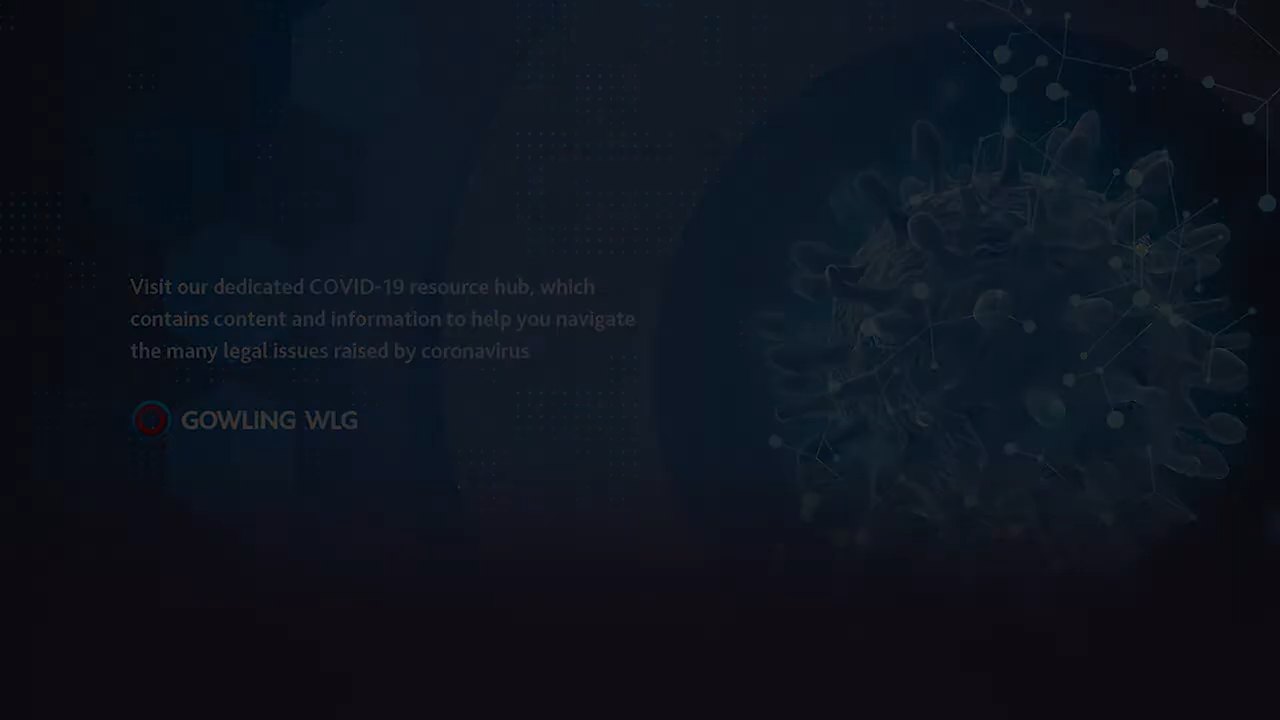 Visit our dedicated COVID-19 resource hub, which
contains content and information to help you navigate
the many legal issues raised by coronavirus
GOWLING WLG